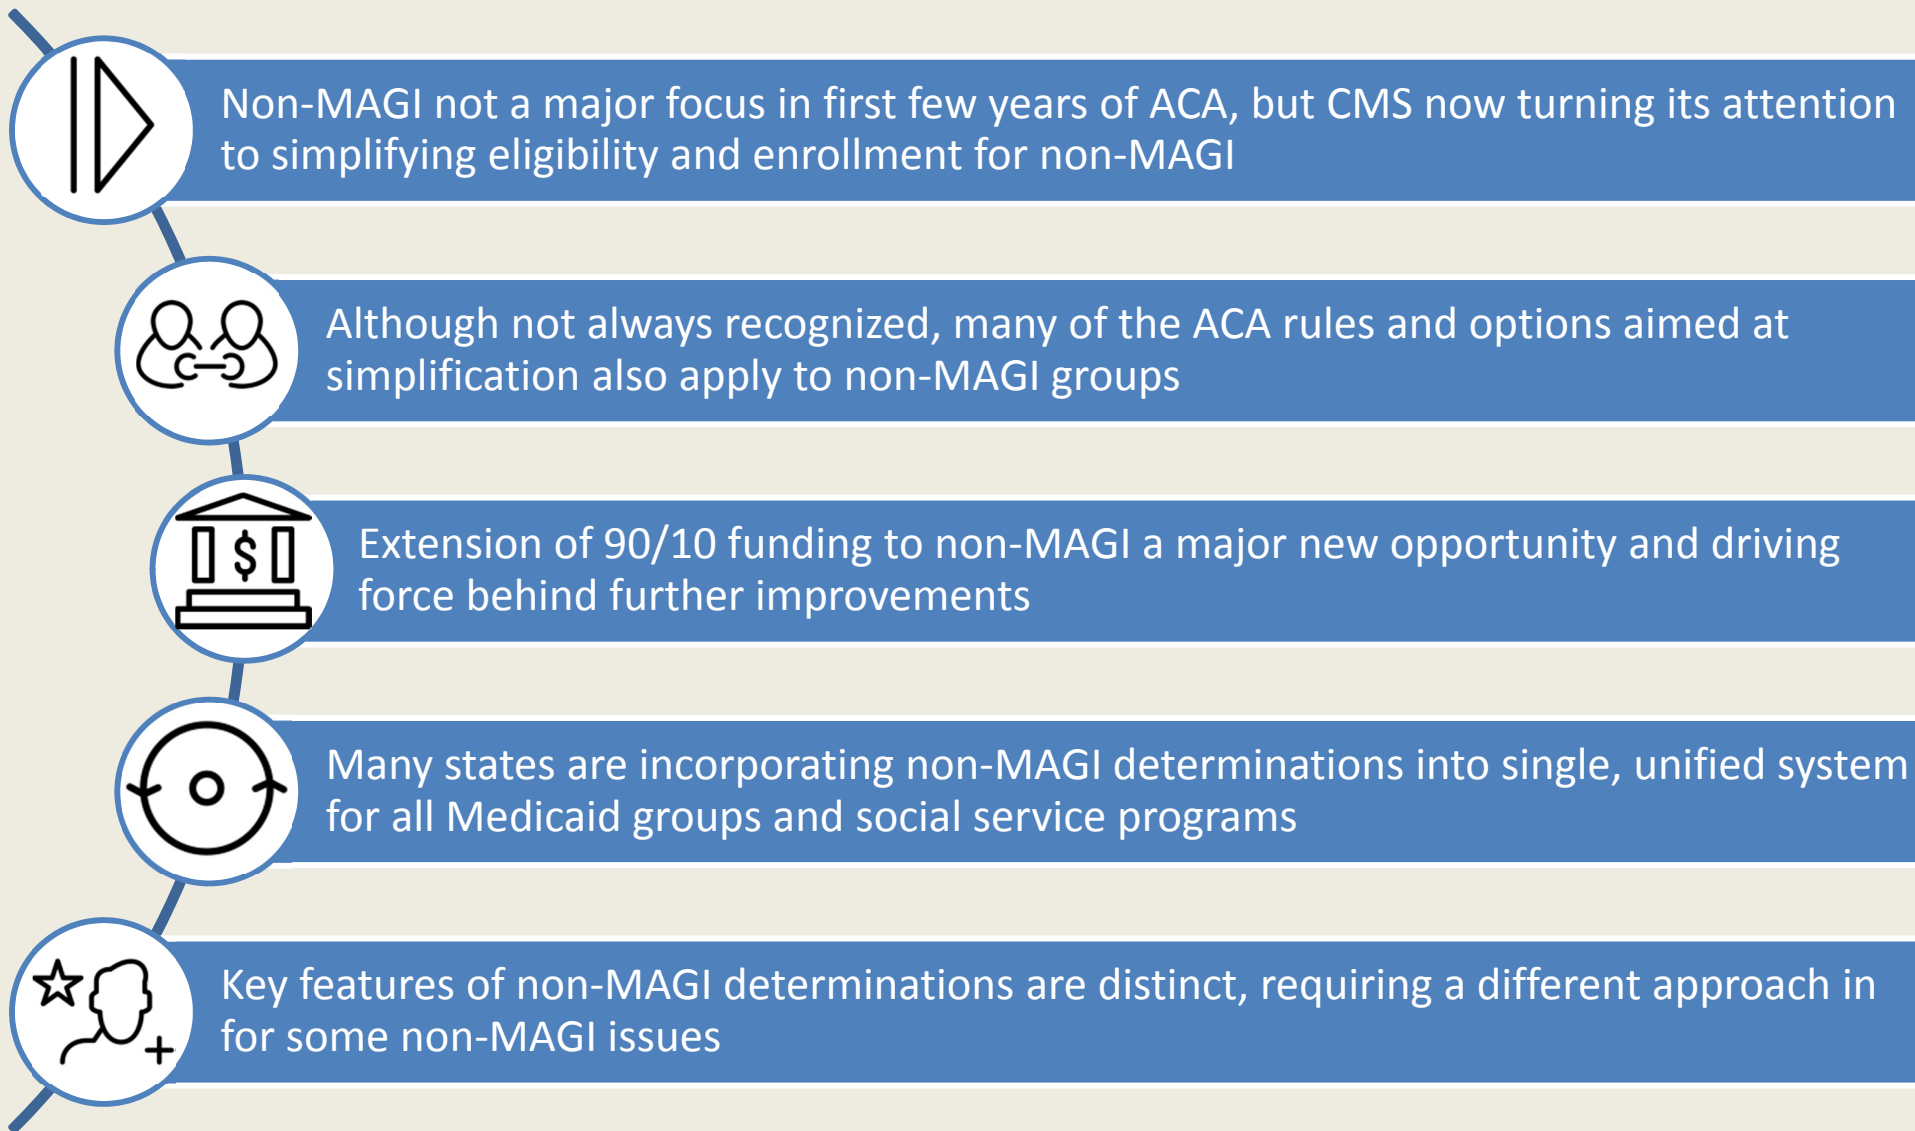 Non-MAGI not a major focus in first few years of ACA, but CMS now turning its attention
to simplifying eligibility and enrollment for non-MAGI
Although not always recognized, many of the ACA rules and options aimed at
simplification also apply to non-MAGI groups
$
Extension of 90/10 funding to non-MAGI a major new opportunity and driving
force behind further improvements
Many states are incorporating non-MAGI determinations into single, unified system
for all Medicaid groups and social service programs
Key features of non-MAGI determinations are distinct, requiring a different approach in
for some non-MAGI issues